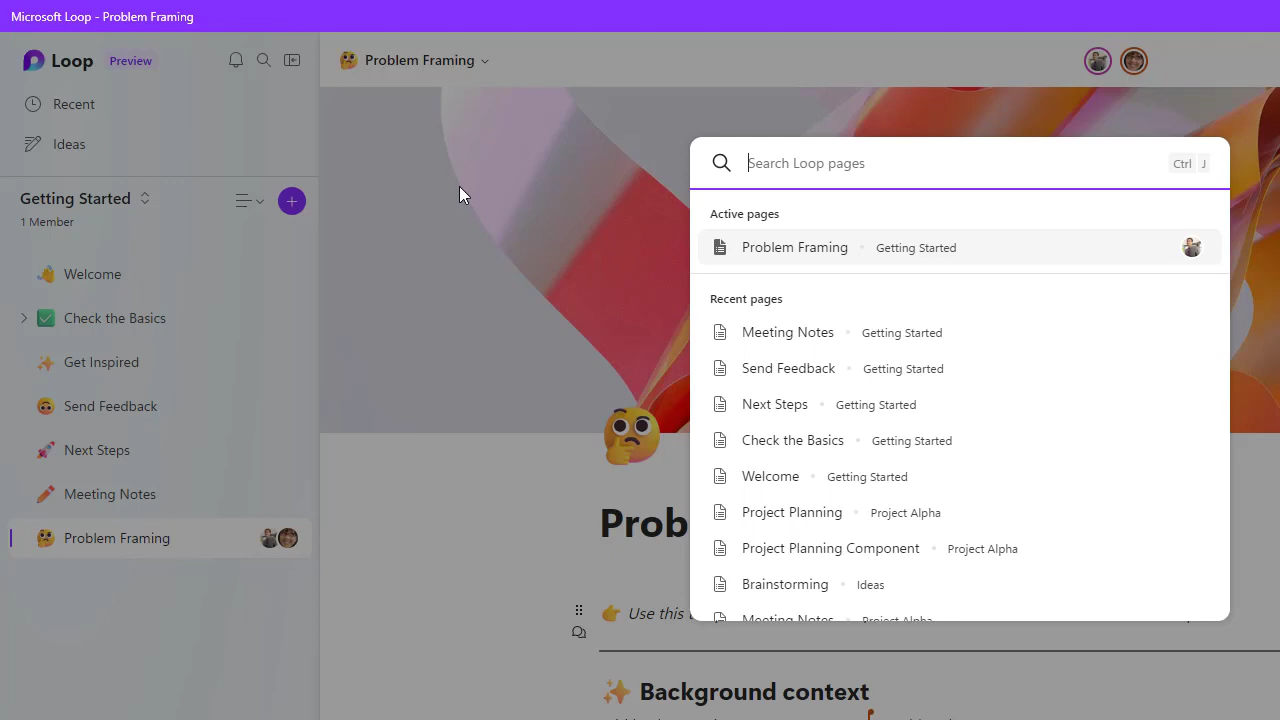 Microsoft Loop - Problem Framing
Loop Preview
Recent
Ideas
Getting Started
1 Member
Welcome
Check the Basics
Get Inspired
Send Feedback
Next Steps
Meeting Notes
Problem Framing
Problem Framing
Search Loop pages Ctrl J
Active pages
Problem Framing Getting Started
Recent pages
Meeting Notes Getting Started
Send Feedback Getting Started
Next Steps Getting Started
Check the Basics Getting Started
Welcome Getting Started
Project Planning Project Alpha
Project Planning Component Project Alpha
Brainstorming Ideas
Meeting Notes Project Alpha
Prob
Use this
Background context